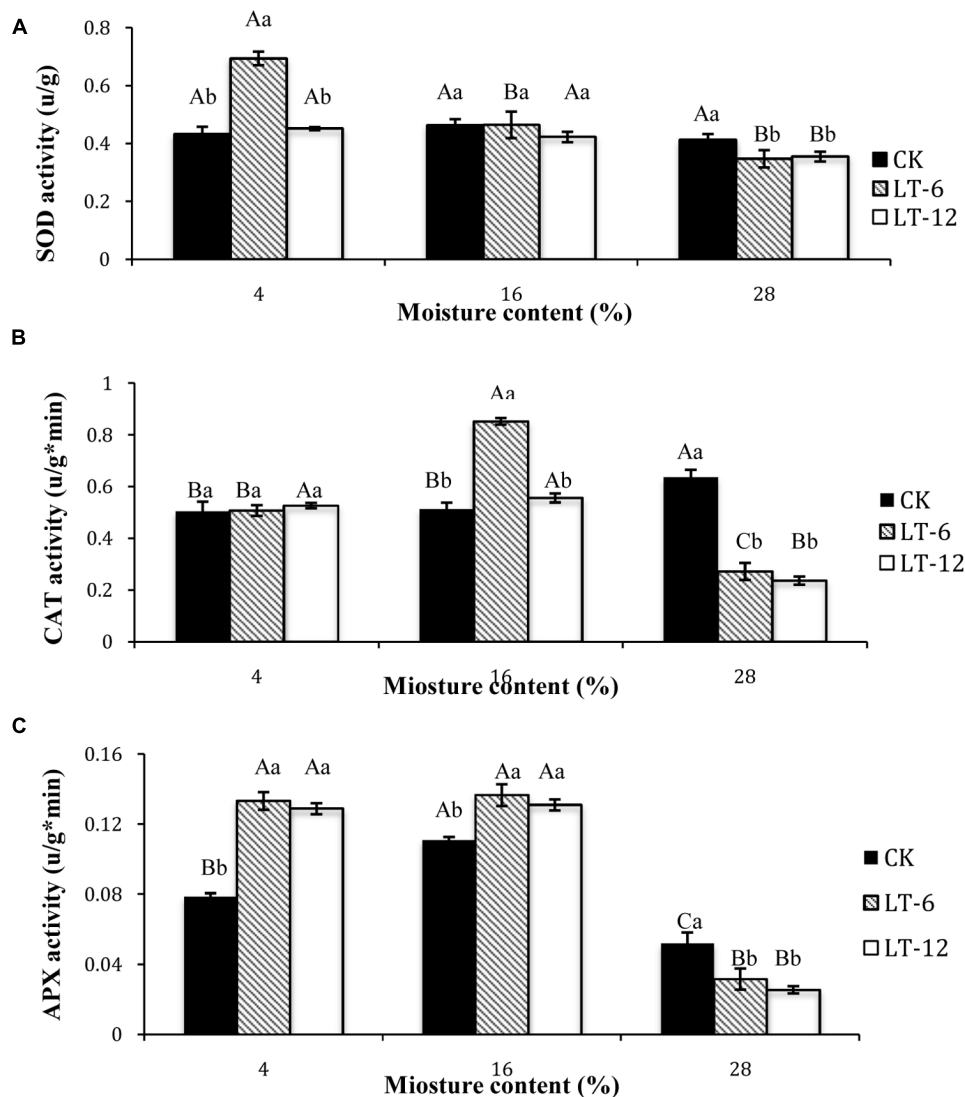 A
SOD activity (u/g)
0.8
0.6
0.4
0.2
0
Ab Aa Ab
Aa Ba Aa
Aa Bb Bb
CK
LT-6
LT-12
4 16 28
Moisture content (%)
B
CAT activity (u/g*min)
1
0.8
0.6
0.4
0.2
0
Ba Ba Aa
Bb Aa Ab
Aa Cb Bb
CK
LT-6
LT-12
4 16 28
Miosture content (%)
C
APX activity (u/g*min)
0.16
0.12
0.08
0.04
0
Bb Aa Aa
Ab Aa Aa
Ca Bb Bb
CK
LT-6
LT-12
4 16 28
Miosture content (%)